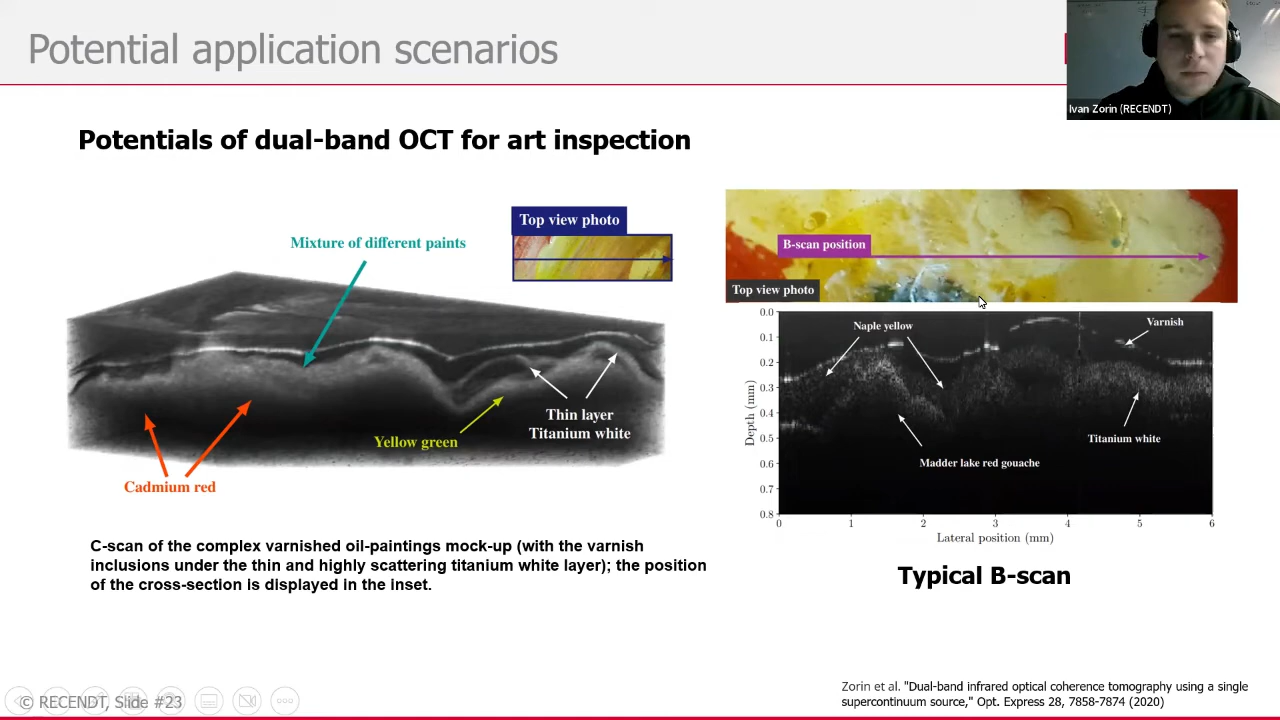 Potential application scenarios
Ivan Zorin (RECENDT)
Potentials of dual-band OCT for art inspection
Top view photo
Mixture of different paints
Thin layer
Titanium white
Yellow green
Cadmium red
C-scan of the complex varnished oil-paintings mock-up (with the varnish
inclusions under the thin and highly scattering titanium white layer); the position
of the cross-section is displayed in the inset.
B-scan position
Top view photo
0.0
0.1
0.2
0.3
0.4
0.5
0.6
0.7
0.8
Depth (mm)
Naple yellow
Varnish
Titanium white
Madder lake red gouache
0 1 2 3 4 5 6
Lateral position (mm)
Typical B-scan
Zorin et al. "Dual-band infrared optical coherence tomography using a single
supercontinuum source," Opt. Express 28, 7858-7874 (2020)
© RECENDT, Slide #23